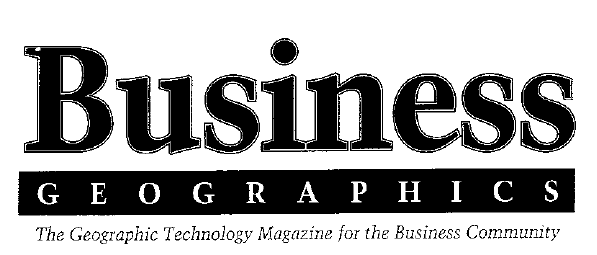 Business
GEOGRAPHICS
The Geographic Technology Magazine for the Business Community